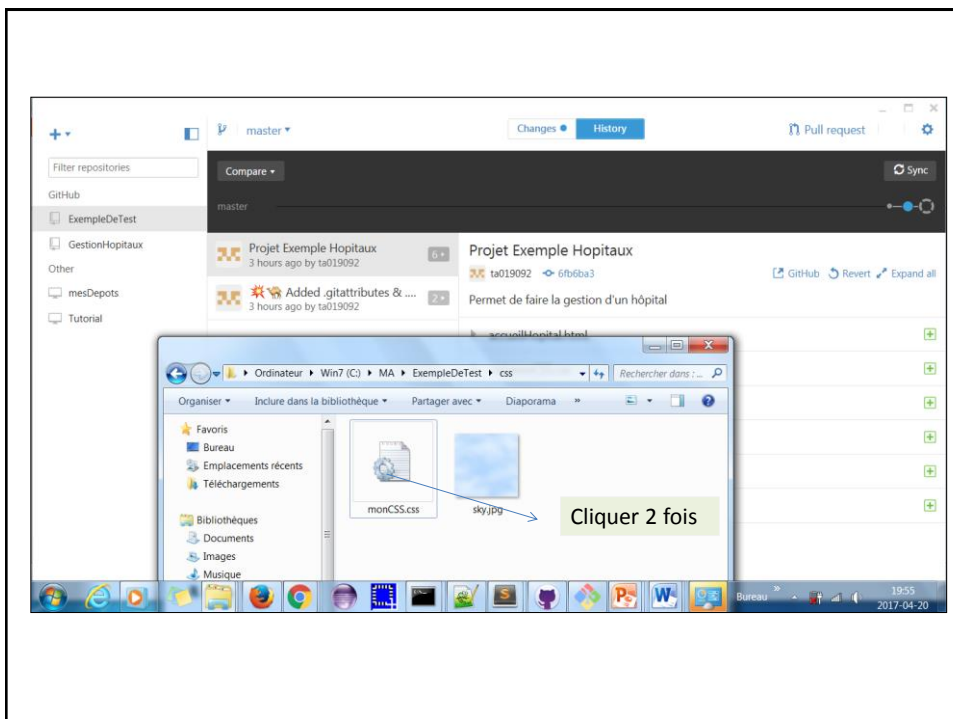 master
Changes
History
Pull request
Filter repositories
Compare
Sync
GitHub
master
ExempleDeTest
GestionHopitaux
Other
mesDepots
Tutorial
Projet Exemple Hopitaux
3 hours ago by ta019092
6
Added .gitattributes & ....
3 hours ago by ta019092
2
Projet Exemple Hopitaux
ta019092 6fb6ba3
GitHub Revert Expand all
Permet de faire la gestion d'un hôpital
accueilHopital.html
Ordinateur Win7 (C:) MA ExempleDeTest css
Rechercher dans : ...
Organiser Inclure dans la bibliothèque Partager avec Diaporama »
Favoris
Bureau
Emplacements récents
Téléchargements
Bibliothèques
Documents
Images
Musique
monCSS.css
sky.jpg
Cliquer 2 fois
Bureau »
19:55
2017-04-20